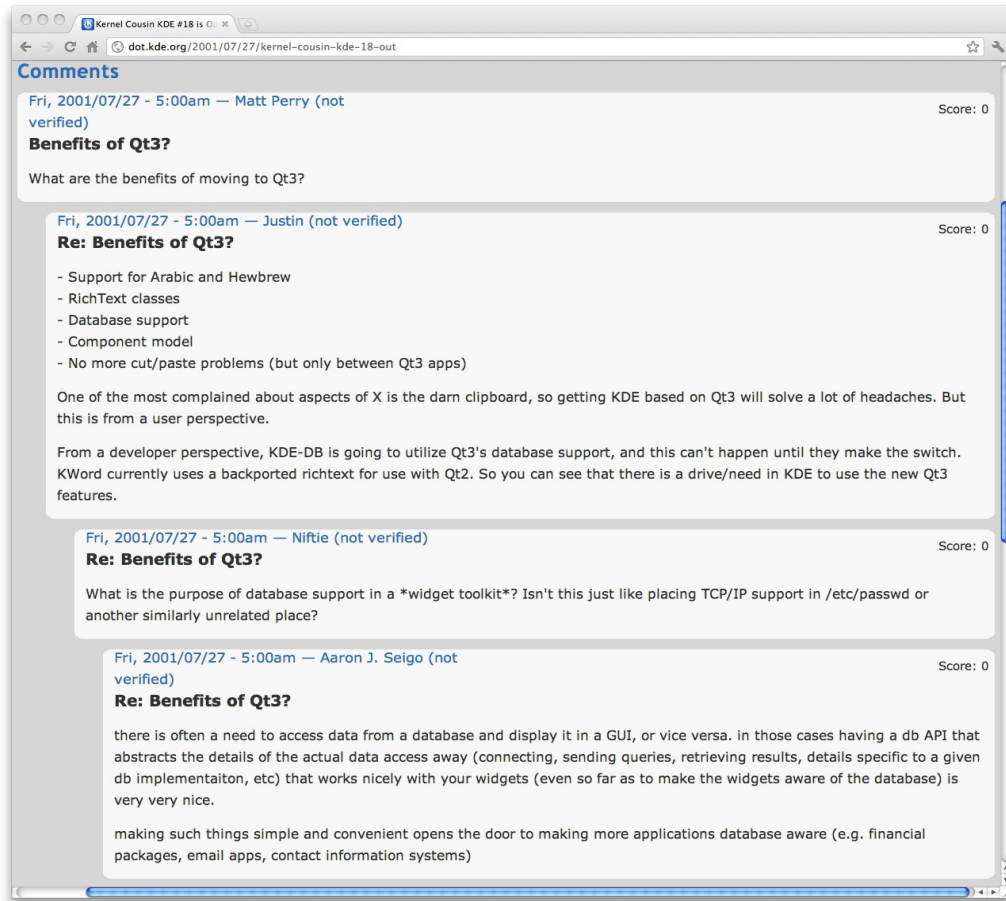 Kernel Cousin KDE #18 is Ou
dot.kde.org/2001/07/27/kernel-cousin-kde-18-out
Comments
Fri, 2001/07/27 - 5:00am — Matt Perry (not
verified)
Score: 0
Benefits of Qt3?
What are the benefits of moving to Qt3?
Fri, 2001/07/27 - 5:00am — Justin (not verified)
Score: 0
Re: Benefits of Qt3?
- Support for Arabic and Hewbrew
- RichText classes
- Database support
- Component model
- No more cut/paste problems (but only between Qt3 apps)
One of the most complained about aspects of X is the darn clipboard, so getting KDE based on Qt3 will solve a lot of headaches. But
this is from a user perspective.
From a developer perspective, KDE-DB is going to utilize Qt3's database support, and this can't happen until they make the switch.
KWord currently uses a backported richtext for use with Qt2. So you can see that there is a drive/need in KDE to use the new Qt3
features.
Fri, 2001/07/27 - 5:00am — Niftie (not verified)
Score: 0
Re: Benefits of Qt3?
What is the purpose of database support in a *widget toolkit*? Isn't this just like placing TCP/IP support in /etc/passwd or
another similarly unrelated place?
Fri, 2001/07/27 - 5:00am — Aaron J. Seigo (not
verified)
Score: 0
Re: Benefits of Qt3?
there is often a need to access data from a database and display it in a GUI, or vice versa. in those cases having a db API that
abstracts the details of the actual data access away (connecting, sending queries, retrieving results, details specific to a given
db implementaiton, etc) that works nicely with your widgets (even so far as to make the widgets aware of the database) is
very very nice.
making such things simple and convenient opens the door to making more applications database aware (e.g. financial
packages, email apps, contact information systems)